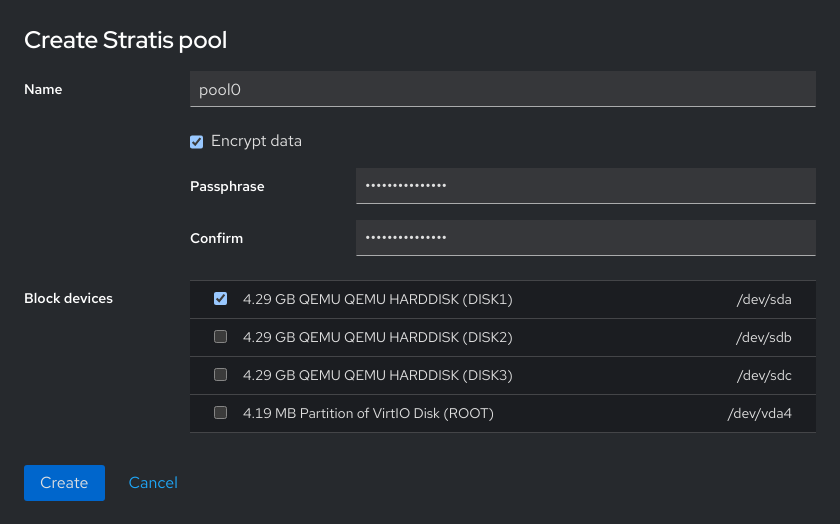 Create Stratis pool
Name pool0
Encrypt data
Passphrase •••••••••••••••
Confirm •••••••••••••••
Block devices 4.29 GB QEMU QEMU HARDDISK (DISK1) /dev/sda
4.29 GB QEMU QEMU HARDDISK (DISK2) /dev/sdb
4.29 GB QEMU QEMU HARDDISK (DISK3) /dev/sdc
4.19 MB Partition of VirtIO Disk (ROOT) /dev/vda4
Create Cancel